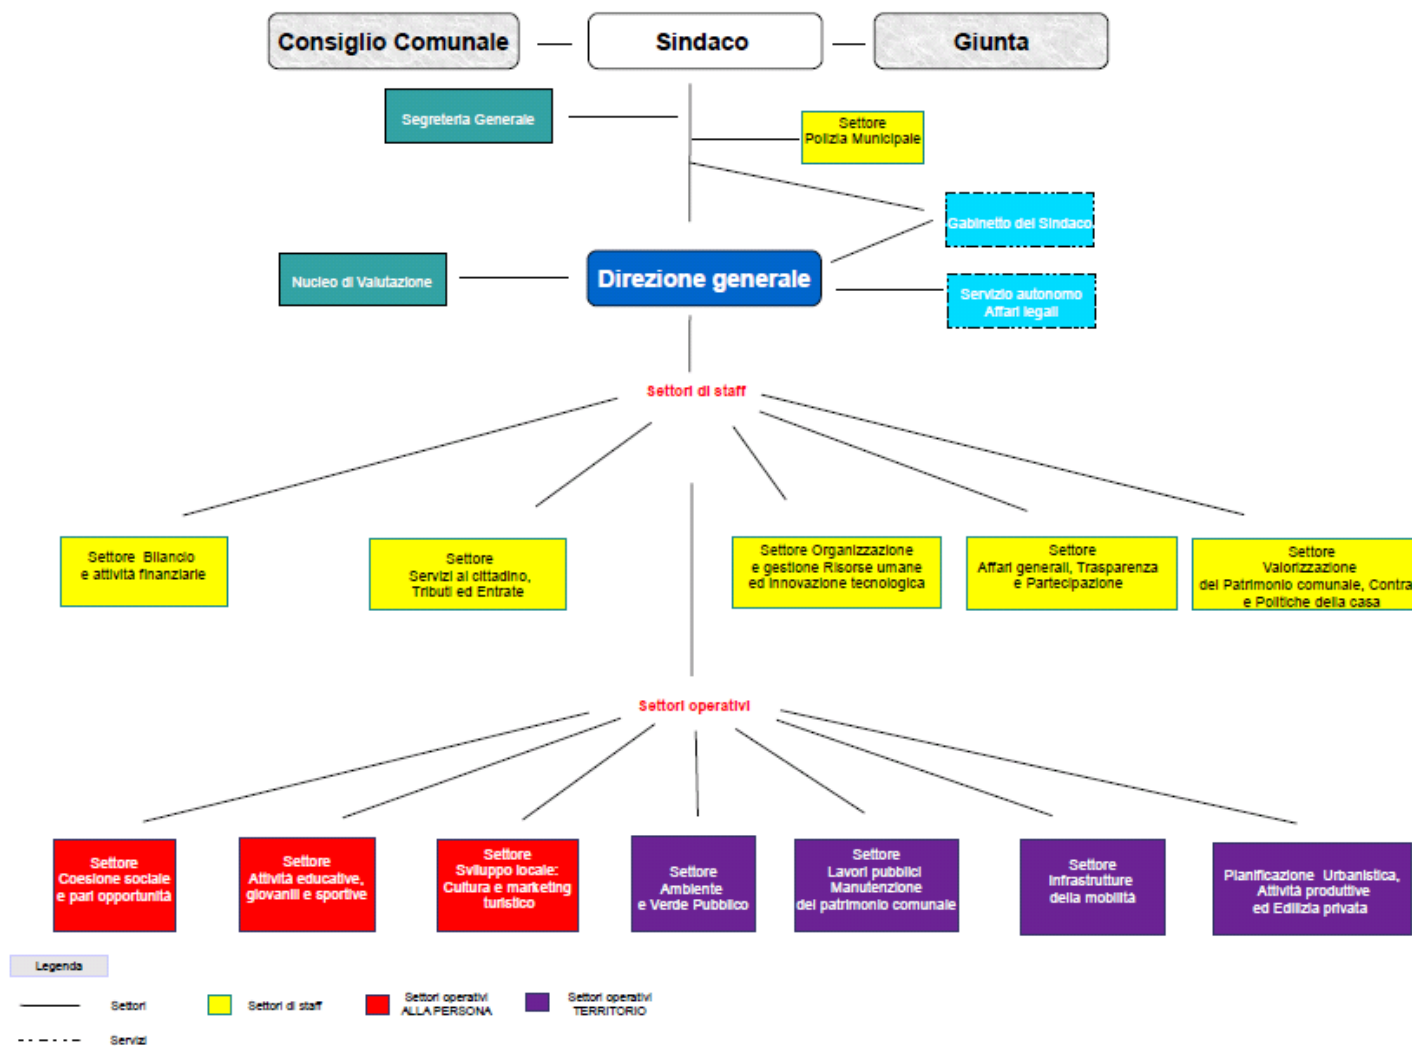 Consiglio Comunale
Sindaco
Giunta
Segreteria Generale
Settore
Polizia Municipale
Gabinetto del Sindaco
Nucleo di Valutazione
Direzione generale
Servizio autonomo
Affari legali
Settori di staff
Settore Bilancio
e attività finanziarie
Settore
Servizi al cittadino,
Tributi ed Entrate
Settore Organizzazione
e gestione Risorse umane
ed innovazione tecnologica
Settore
Affari generali, Trasparenza
e Partecipazione
Settore
Valorizzazione
del Patrimonio comunale, Contra
e Politiche della casa
Settori operativi
Settore
Coesione sociale
e pari opportunità
Settore
Attività educative,
giovanili e sportive
Settore
Sviluppo locale:
Cultura e marketing
turistico
Settore
Ambiente
e Verde Pubblico
Settore
Lavori pubblici
Manutenzione
del patrimonio comunale
Settore
Infrastrutture
della mobilità
Planificazione Urbanistica,
Attività produttive
ed Edilizia privata
Legenda
Settori
Settori di staff
Settori operativi
ALLA PERSONA
Settori operativi
TERRITORIO
Servizi